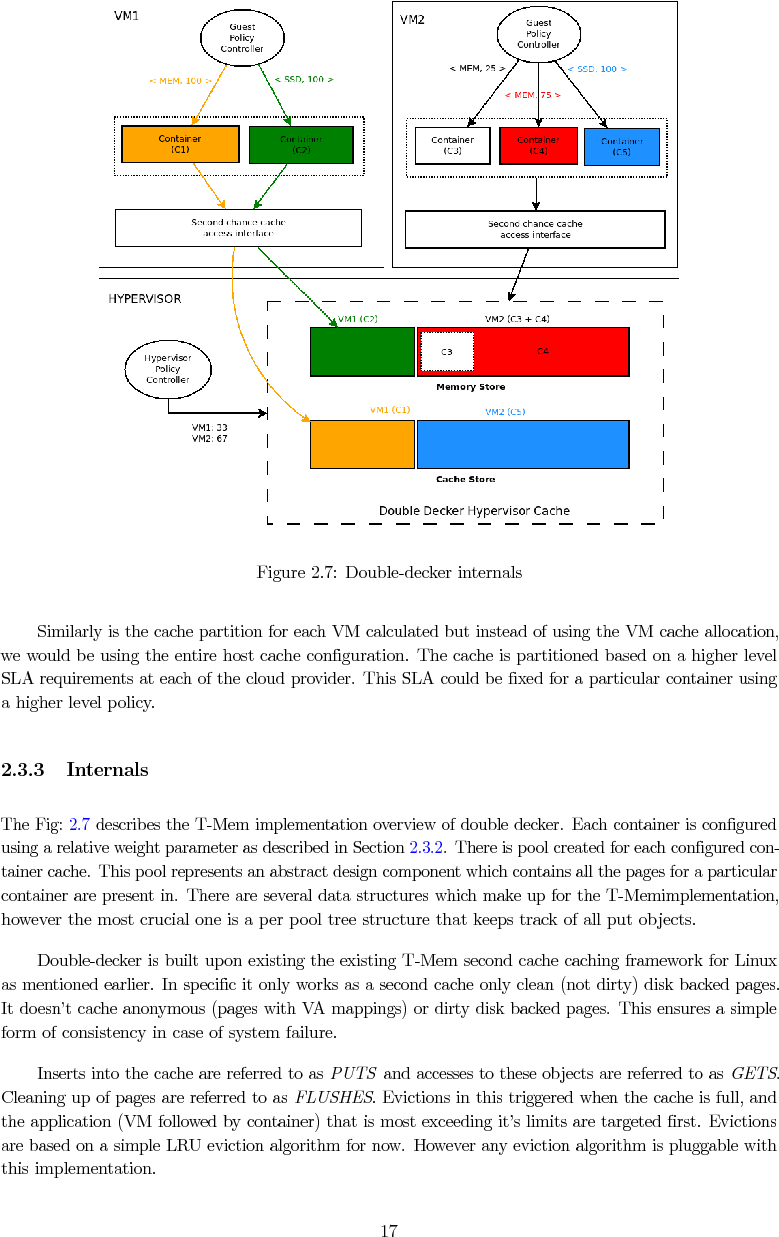 VM1
Guest
Policy
Controller
< MEM, 100 >
< SSD, 100 >
Container
(C1)
Container
(C2)
Second chance cache
access interface
VM2
Guest
Policy
Controller
< MEM, 25 >
< SSD, 100 >
< MEM, 75 >
Container
(C3)
Container
(C4)
Container
(C5)
Second chance cache
access interface
HYPERVISOR
Hypervisor
Policy
Controller
VM1: 33
VM2: 67
VM1 (C2)
VM2 (C3 + C4)
C3
C4
Memory Store
VM1 (C1)
VM2 (C5)
Cache Store
Double Decker Hypervisor Cache
Figure 2.7: Double-decker internals
Similarly is the cache partition for each VM calculated but instead of using the VM cache allocation,
we would be using the entire host cache configuration. The cache is partitioned based on a higher level
SLA requirements at each of the cloud provider. This SLA could be fixed for a particular container using
a higher level policy.
2.3.3 Internals
The Fig: 2.7 describes the T-Mem implementation overview of double decker. Each container is configured
using a relative weight parameter as described in Section 2.3.2. There is pool created for each configured con-
tainer cache. This pool represents an abstract design component which contains all the pages for a particular
container are present in. There are several data structures which make up for the T-Memimplementation,
however the most crucial one is a per pool tree structure that keeps track of all put objects.
Double-decker is built upon existing the existing T-Mem second cache caching framework for Linux
as mentioned earlier. In specific it only works as a second cache only clean (not dirty) disk backed pages.
It doesn't cache anonymous (pages with VA mappings) or dirty disk backed pages. This ensures a simple
form of consistency in case of system failure.
Inserts into the cache are referred to as PUTS and accesses to these objects are referred to as GETS.
Cleaning up of pages are referred to as FLUSHES. Evictions in this triggered when the cache is full, and
the application (VM followed by container) that is most exceeding it's limits are targeted first. Evictions
are based on a simple LRU eviction algorithm for now. However any eviction algorithm is pluggable with
this implementation.
17